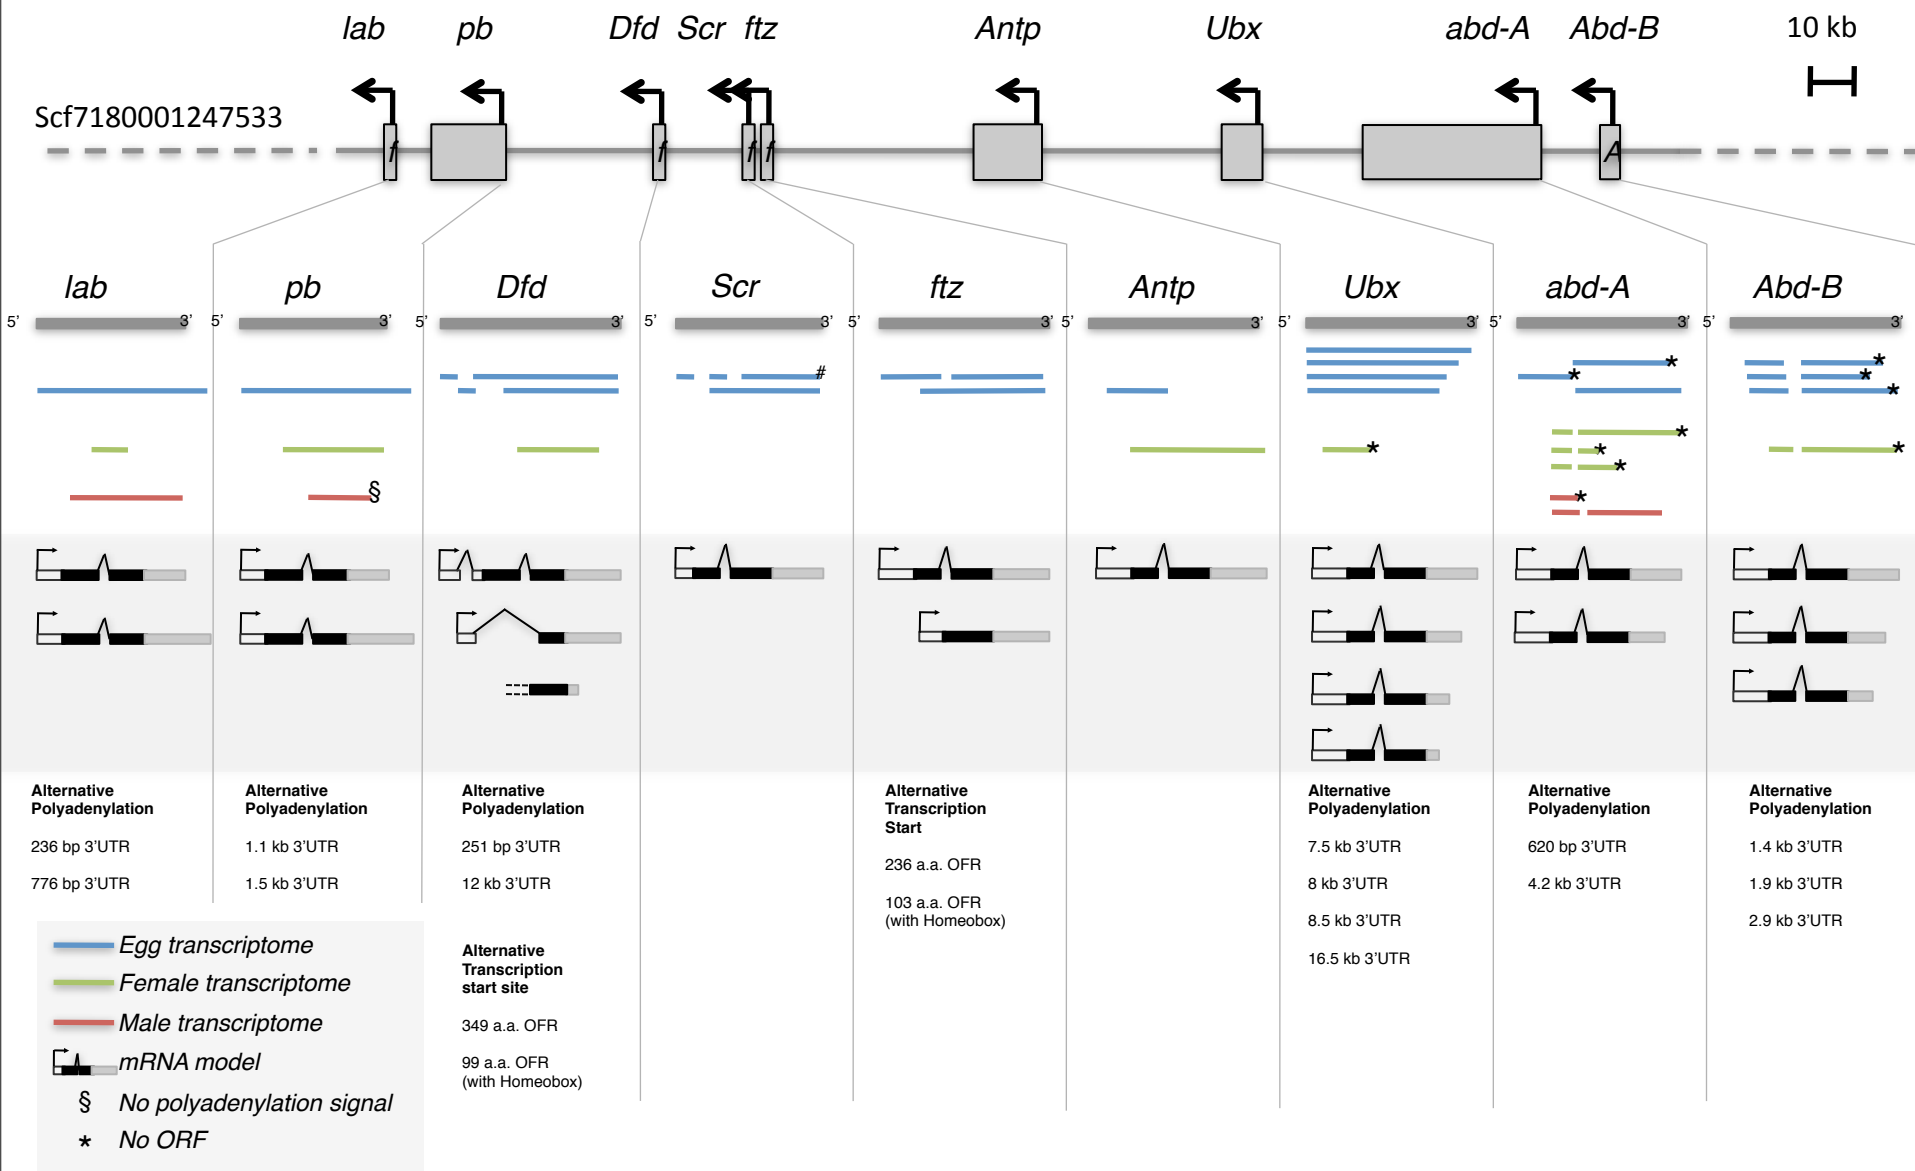 lab pb Dfd Scr ftz Antp Ubx abd-A Abd-B 10 kb
Scf7180001247533
f f f f A
lab pb Dfd Scr ftz Antp Ubx abd-A Abd-B
5’ 3’ 5’ 3’ 5’ 3’ 5’ 3’ 5’ 3’ 5’ 3’ 5’ 3’ 5’ 3’ 5’ 3’
* # * * *
* * * * *
§ *
Alternative
Polyadenylation
236 bp 3’UTR
776 bp 3’UTR
Alternative
Polyadenylation
1.1 kb 3’UTR
1.5 kb 3’UTR
Alternative
Polyadenylation
251 bp 3’UTR
12 kb 3’UTR
Alternative
Transcription
start site
349 a.a. OFR
99 a.a. OFR
(with Homeobox)
Alternative
Transcription
Start
236 a.a. OFR
103 a.a. OFR
(with Homeobox)
Alternative
Polyadenylation
7.5 kb 3’UTR
8 kb 3’UTR
8.5 kb 3’UTR
16.5 kb 3’UTR
Alternative
Polyadenylation
620 bp 3’UTR
4.2 kb 3’UTR
Alternative
Polyadenylation
1.4 kb 3’UTR
1.9 kb 3’UTR
2.9 kb 3’UTR
Egg transcriptome
Female transcriptome
Male transcriptome
mRNA model
§ No polyadenylation signal
* No ORF